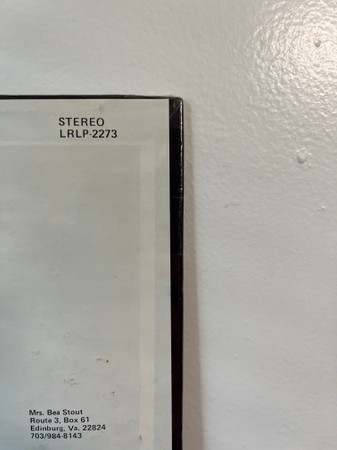 STEREO
LRLP-2273
Mrs. Bea Stout
Route 3, Box 61
Edinburg, Va. 22824
703/984-8143